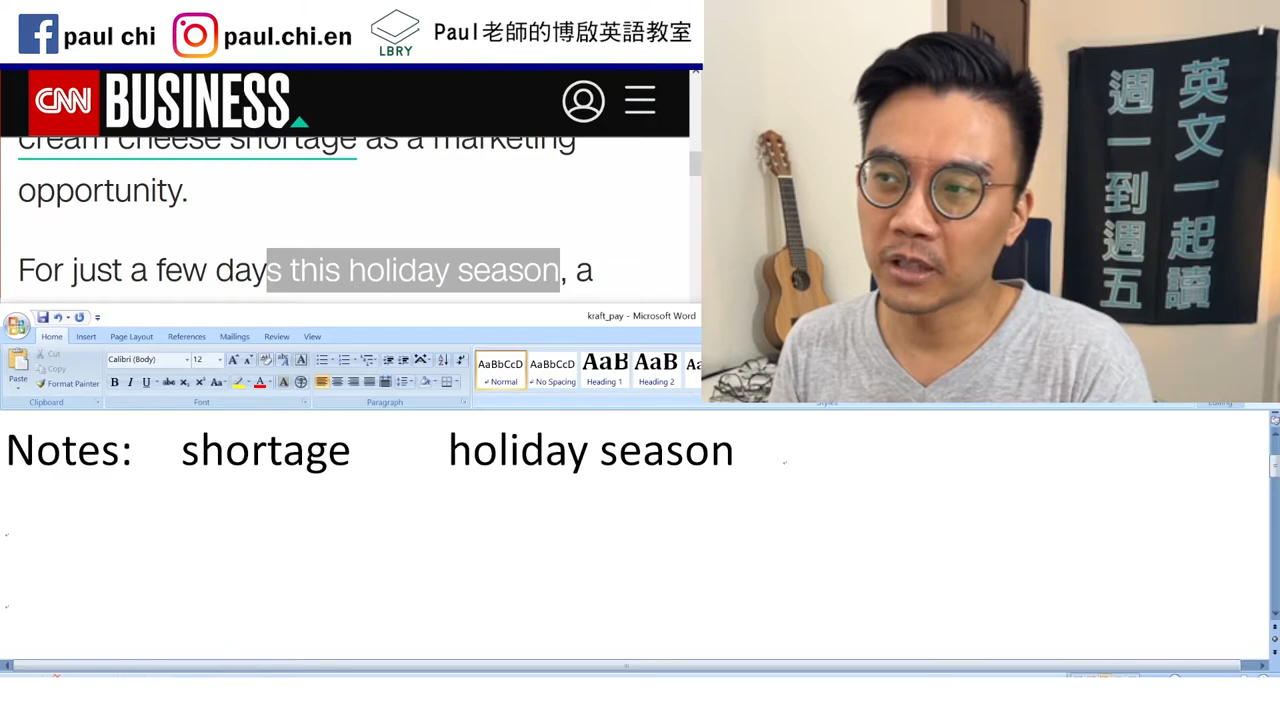 paul chi
paul.chi.en
LBRY
Paul老師的博啟英語教室
CNN BUSINESS
cream cheese shortage as a marketing
opportunity.
For just a few days this holiday season, a
英文一起讀
週一到週五
kraft_pay - Microsoft Word
Home Insert Page Layout References Mailings Review View
Paste
Cut
Copy
Format Painter
Clipboard
Calibri (Body) 12
Font
Paragraph
AaBbCcD AaBbCcD AaB AaB
Normal No Spacing Heading 1 Heading 2
Styles
Editing
Notes: shortage holiday season